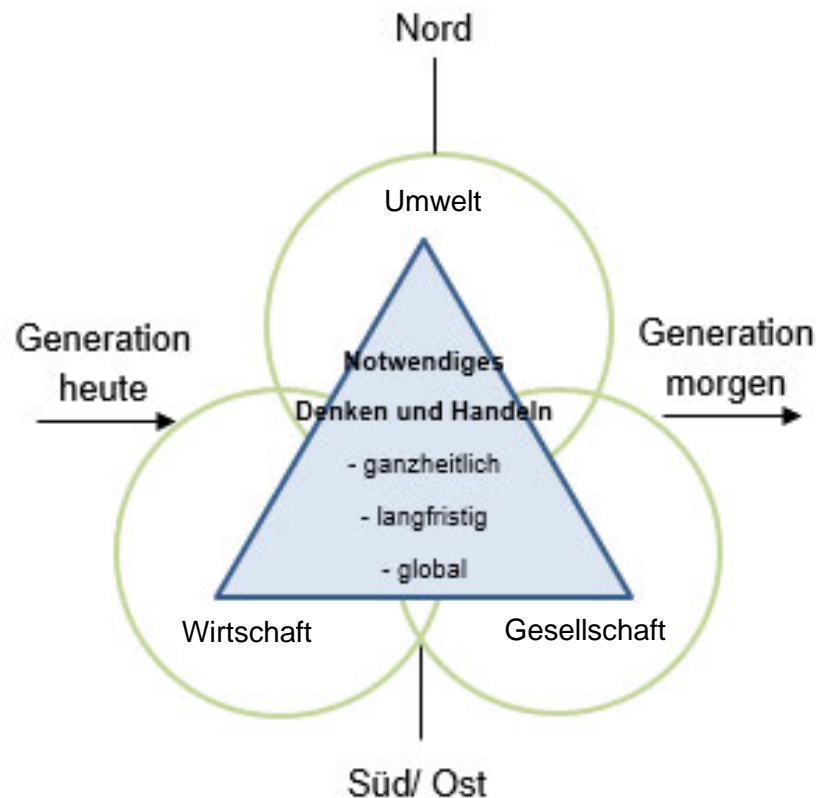 Nord
Umwelt
Generation
heute
Generation
morgen
Notwendiges
Denken und Handeln
- ganzheitlich
- langfristig
- global
Wirtschaft
Gesellschaft
Süd/ Ost